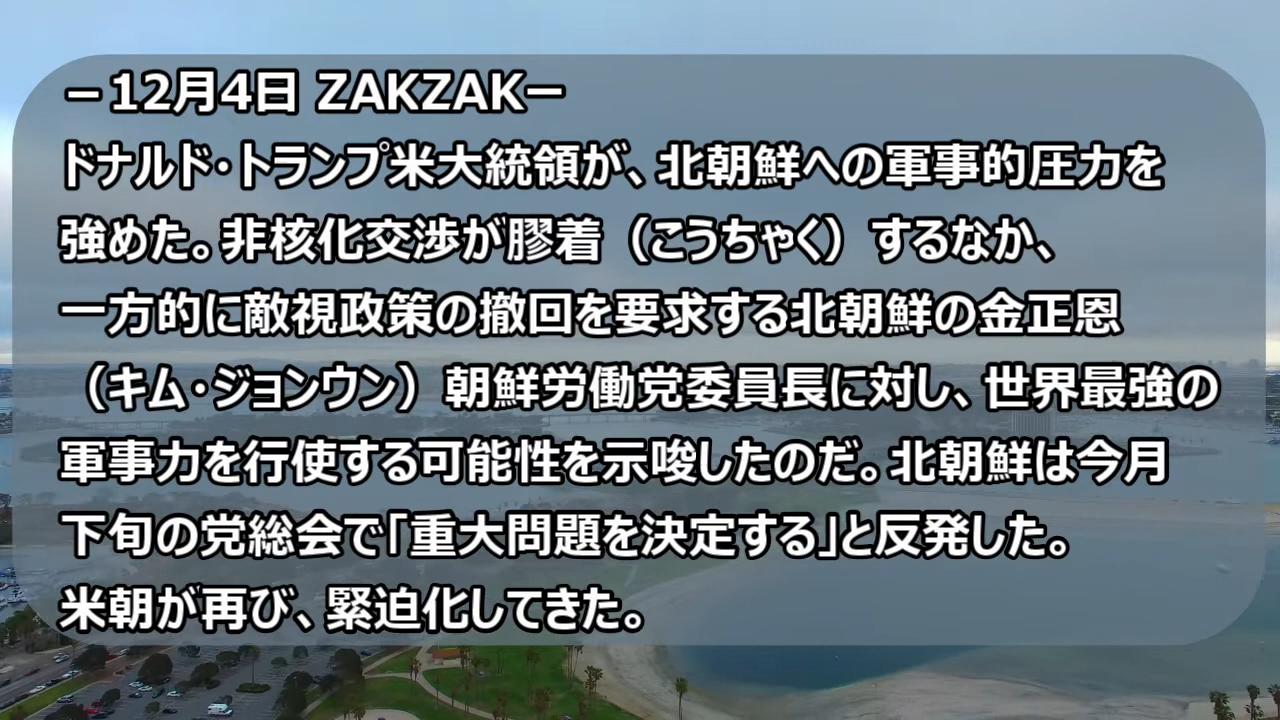 －12月4日 ZAKZAKー
ドナルド・トランプ米大統領が、北朝鮮への軍事的圧力を
強めた。非核化交渉が膠着（こうちゃく）するなか、
一方的に敵視政策の撤回を要求する北朝鮮の金正恩
（キム・ジョンウン）朝鮮労働党委員長に対し、世界最強の
軍事力を行使する可能性を示唆したのだ。北朝鮮は今月
下旬の党総会で「重大問題を決定する」と反発した。
米朝が再び、緊迫化してきた。